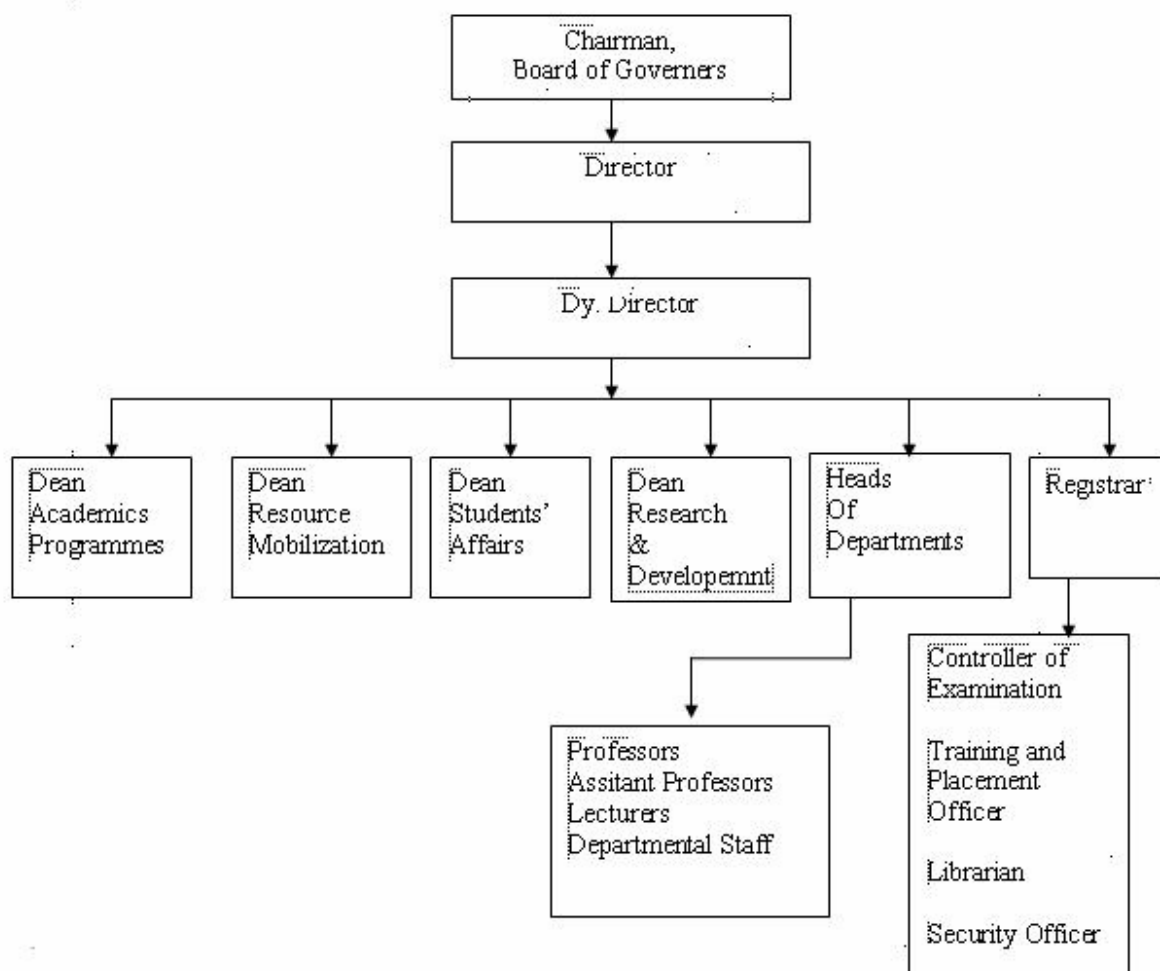 Chairman,
Board of Governers
Director
Dy. Director
Dean
Academics
Programmes
Dean
Resource
Mobilization
Dean
Students’
Affairs
Dean
Research
&
Developemnt
Heads
Of
Departments
Registrar
Professors
Assitant Professors
Lecturers
Departmental Staff
Controller of
Examination
Training and
Placement
Officer
Librarian
Security Officer